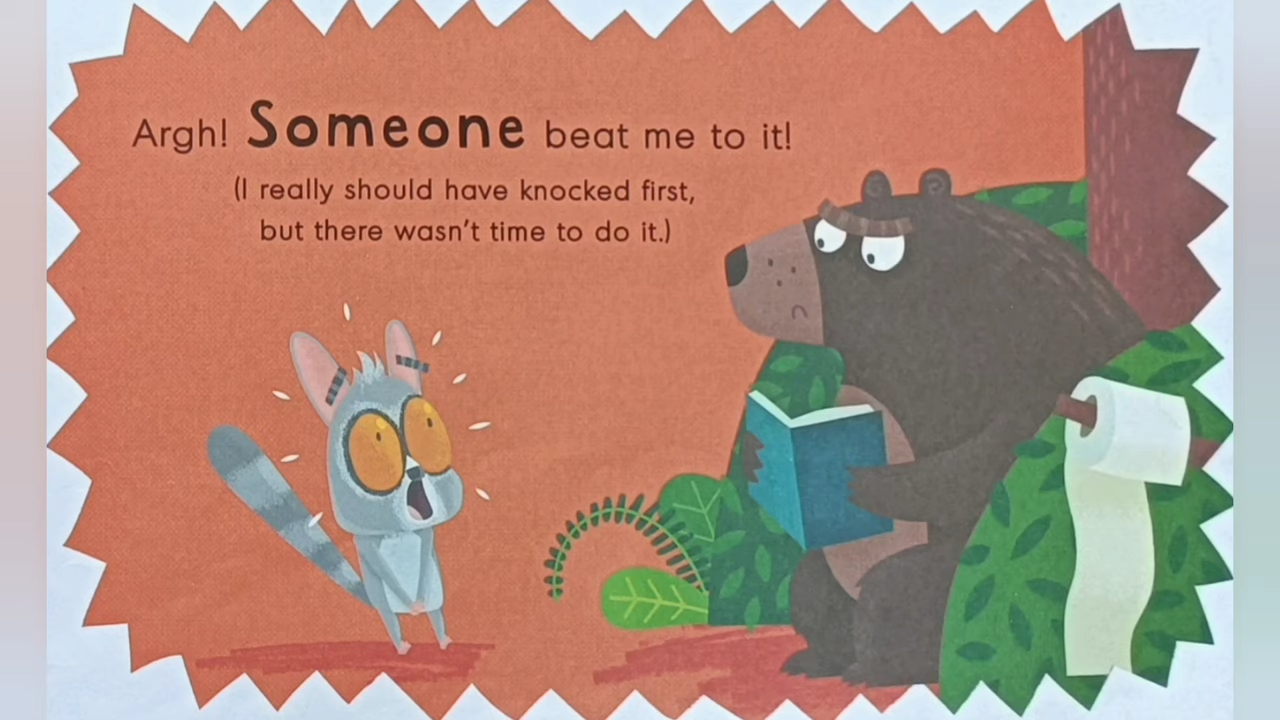 Argh! Someone beat me to it!
(I really should have knocked first,
but there wasn't time to do it.)